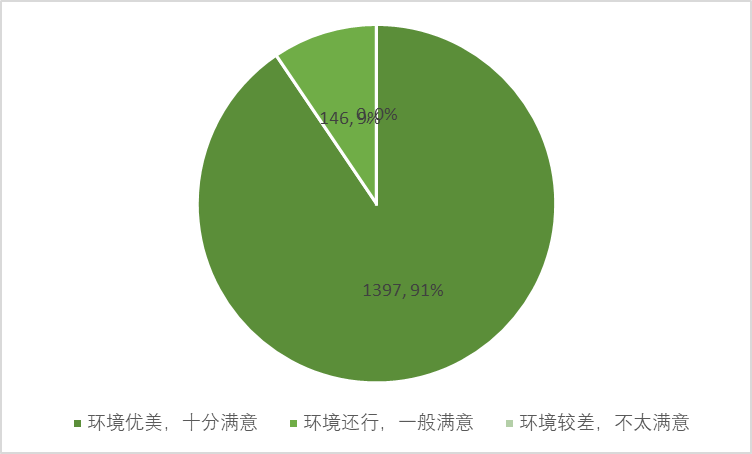 146, 9%
0, 0%
1397, 91%
环境优美，十分满意
环境还行，一般满意
环境较差，不太满意